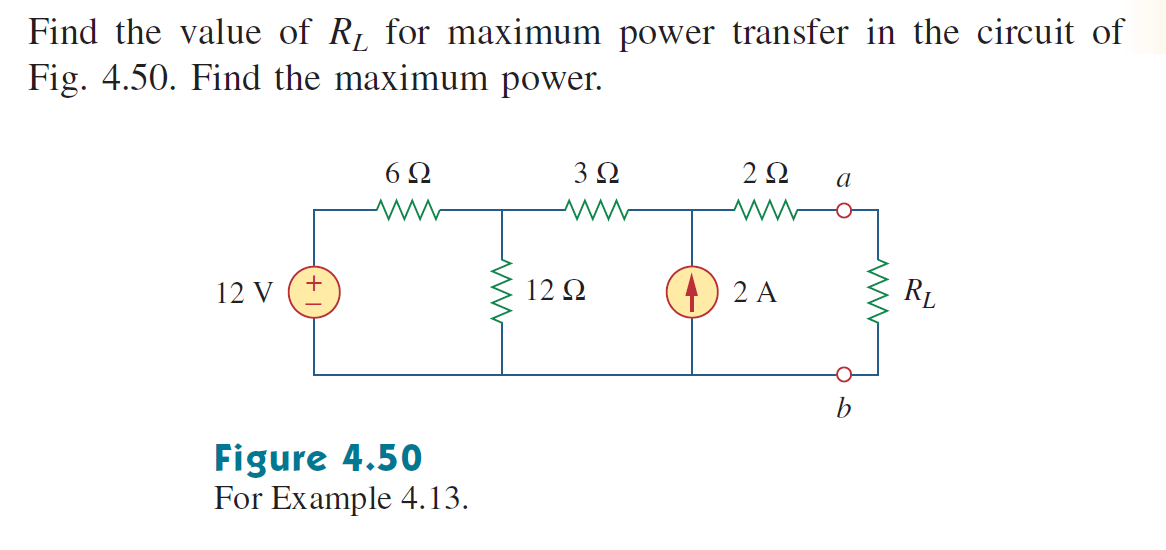 Find the value of R_L for maximum power transfer in the circuit of
Fig. 4.50. Find the maximum power.
6 Ω 3 Ω 2 Ω a
12 V + − 12 Ω 2 A R_L
b
Figure 4.50
For Example 4.13.